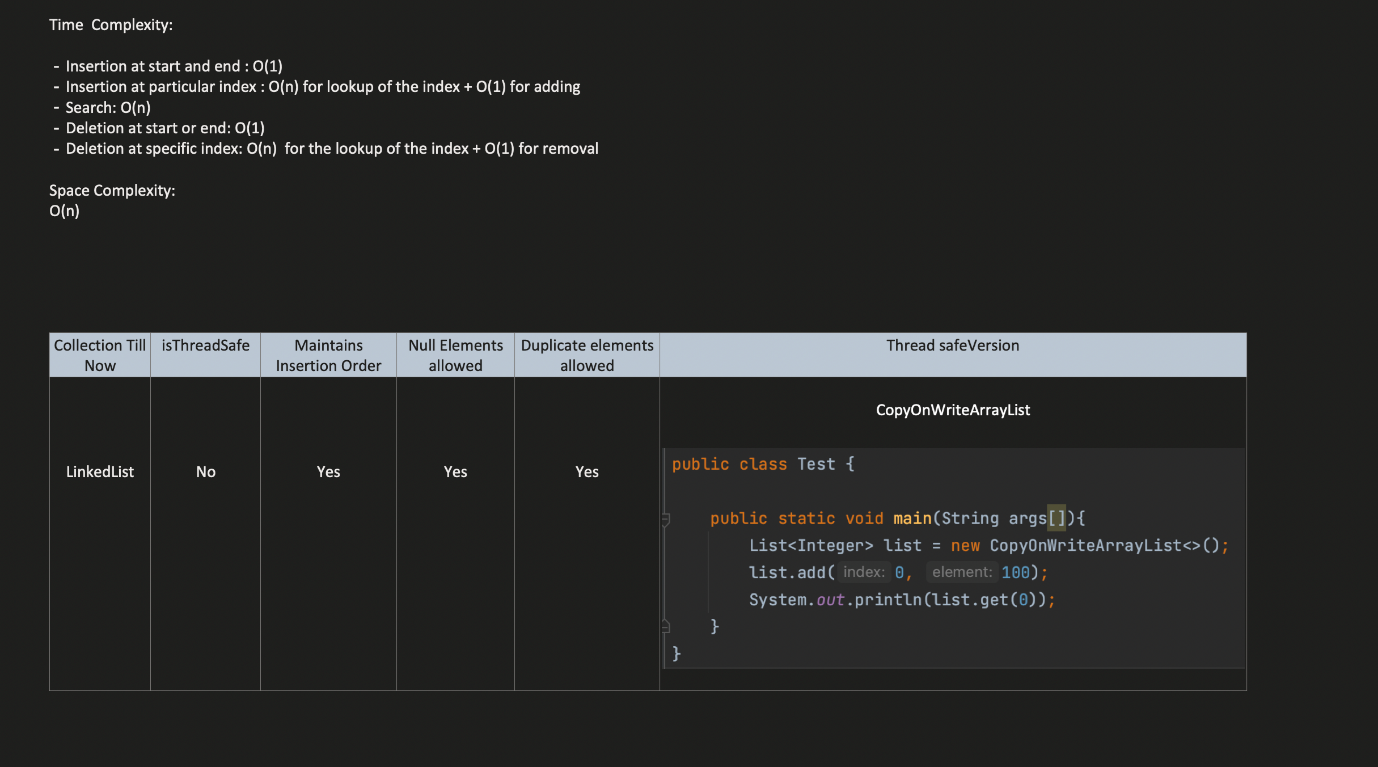 Time  Complexity:
- Insertion at start and end : O(1)
- Insertion at particular index : O(n) for lookup of the index + O(1) for adding
- Search: O(n)
- Deletion at start or end: O(1)
- Deletion at specific index: O(n)  for the lookup of the index + O(1) for removal
Space Complexity:
O(n)
Collection Till
Now
isThreadSafe
Maintains
Insertion Order
Null Elements
allowed
Duplicate elements
allowed
Thread safeVersion
LinkedList
No
Yes
Yes
Yes
CopyOnWriteArrayList
public class Test {
public static void main(String args[]){
List<Integer> list = new CopyOnWriteArrayList<>();
list.add( index: 0, element: 100);
System.out.println(list.get(0));
}
}